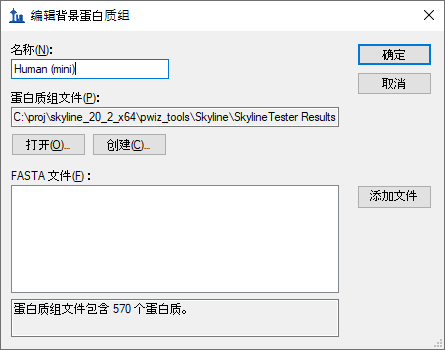 编辑背景蛋白质组
名称(N):
Human (mini)
确定
取消
蛋白质组文件(P):
C:\proj\skyline_20_2_x64\pwiz_tools\Skyline\SkylineTester Results
打开(O)...
创建(C)...
FASTA 文件(F) :
添加文件
蛋白质组文件包含 570 个蛋白质。